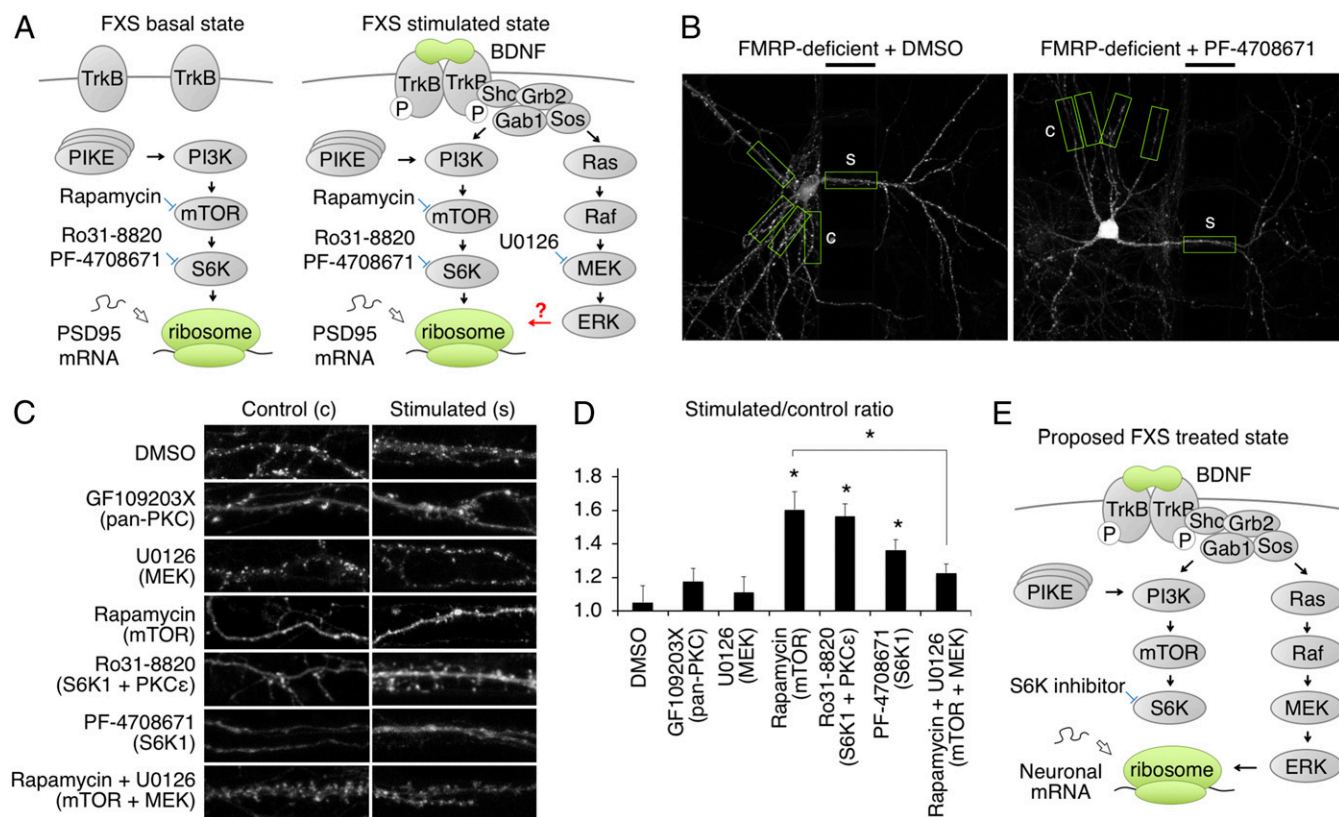 A
FXS basal state
TrkB
TrkB
PIKE
PI3K
Rapamycin
mTOR
Ro31-8820
PF-4708671
S6K
PSD95
mRNA
ribosome
FXS stimulated state
BDNF
TrkB
TrkB
P
P
Shc
Grb2
Gab1
Sos
PIKE
PI3K
Ras
Rapamycin
mTOR
Raf
Ro31-8820
PF-4708671
S6K
U0126
MEK
PSD95
mRNA
ribosome
?
ERK
B
FMRP-deficient + DMSO
FMRP-deficient + PF-4708671
s
c
c
s
C
Control (c)
Stimulated (s)
DMSO
GF109203X
(pan-PKC)
U0126
(MEK)
Rapamycin
(mTOR)
Ro31-8820
(S6K1 + PKCε)
PF-4708671
(S6K1)
Rapamycin + U0126
(mTOR + MEK)
D
Stimulated/control ratio
1.8
1.6
1.4
1.2
1.0
*
*
*
*
DMSO
GF109203X
(pan-PKC)
U0126
(MEK)
Rapamycin
(mTOR)
Ro31-8820
(S6K1 + PKCε)
PF-4708671
(S6K1)
Rapamycin + U0126
(mTOR + MEK)
E
Proposed FXS treated state
BDNF
TrkB
TrkB
P
P
Shc
Grb2
Gab1
Sos
PIKE
PI3K
Ras
mTOR
Raf
S6K inhibitor
S6K
MEK
Neuronal
mRNA
ribosome
ERK